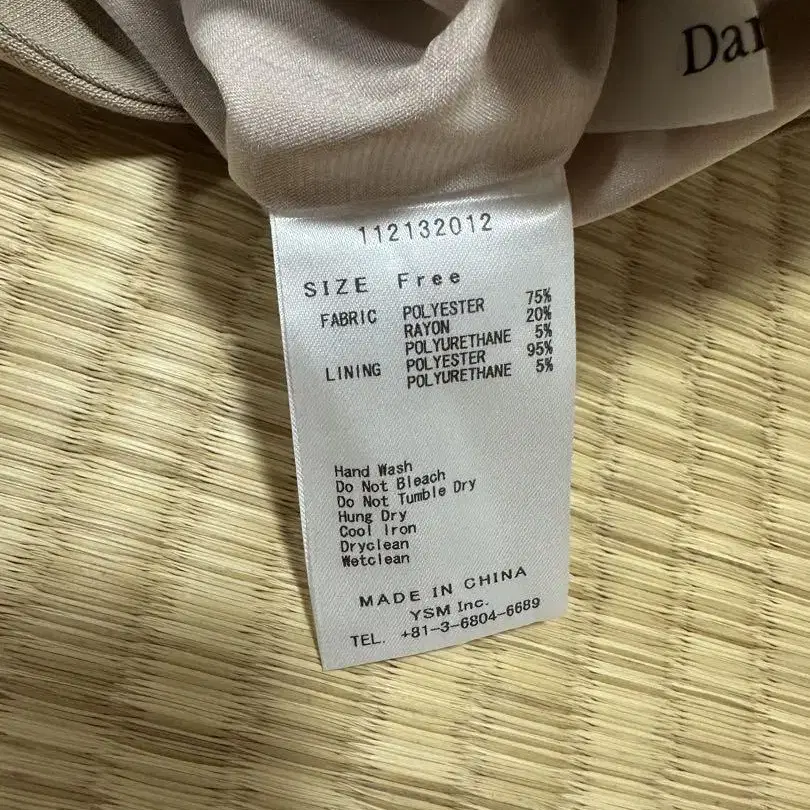 Dar
112132012
SIZE Free
FABRIC POLYESTER 75%
RAYON 20%
POLYURETHANE 5%
LINING POLYESTER 95%
POLYURETHANE 5%
Hand Wash
Do Not Bleach
Do Not Tumble Dry
Hung Dry
Cool Iron
Dryclean
Wetclean
MADE IN CHINA
YSM Inc.
TEL. +81-3-6804-6689